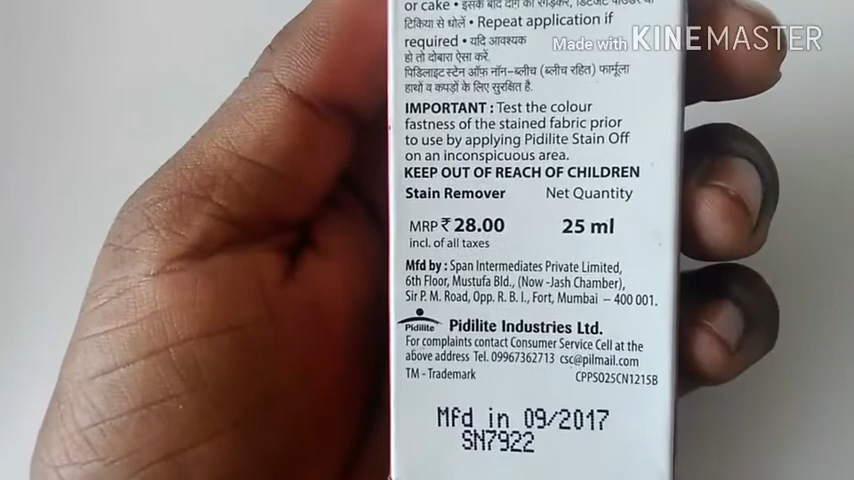 or cake • इसके बाद दाग को रगड़कर, डिटर्जेंट पाउडर या
टिकिया से धोलें • Repeat application if
required • यदि आवश्यक
हो तो दोबारा ऐसा करें.
पिडिलाइट स्टेन ऑफ़ नॉन-ब्लीच (ब्लीच रहित) फार्मूला
हाथों व कपड़ों के लिए सुरक्षित है.
Made with KINEMASTER
IMPORTANT : Test the colour
fastness of the stained fabric prior
to use by applying Pidilite Stain Off
on an inconspicuous area.
KEEP OUT OF REACH OF CHILDREN
Stain Remover Net Quantity
MRP ₹ 28.00 25 ml
incl. of all taxes
Mfd by : Span Intermediates Private Limited,
6th Floor, Mustufa Bld., (Now -Jash Chamber),
Sir P. M. Road, Opp. R. B. I., Fort, Mumbai – 400 001.
Pidilite Pidilite Industries Ltd.
For complaints contact Consumer Service Cell at the
above address Tel. 09967362713 csc@pilmail.com
TM - Trademark CPPSO25CN1215B
Mfd in 09/2017
SN7922